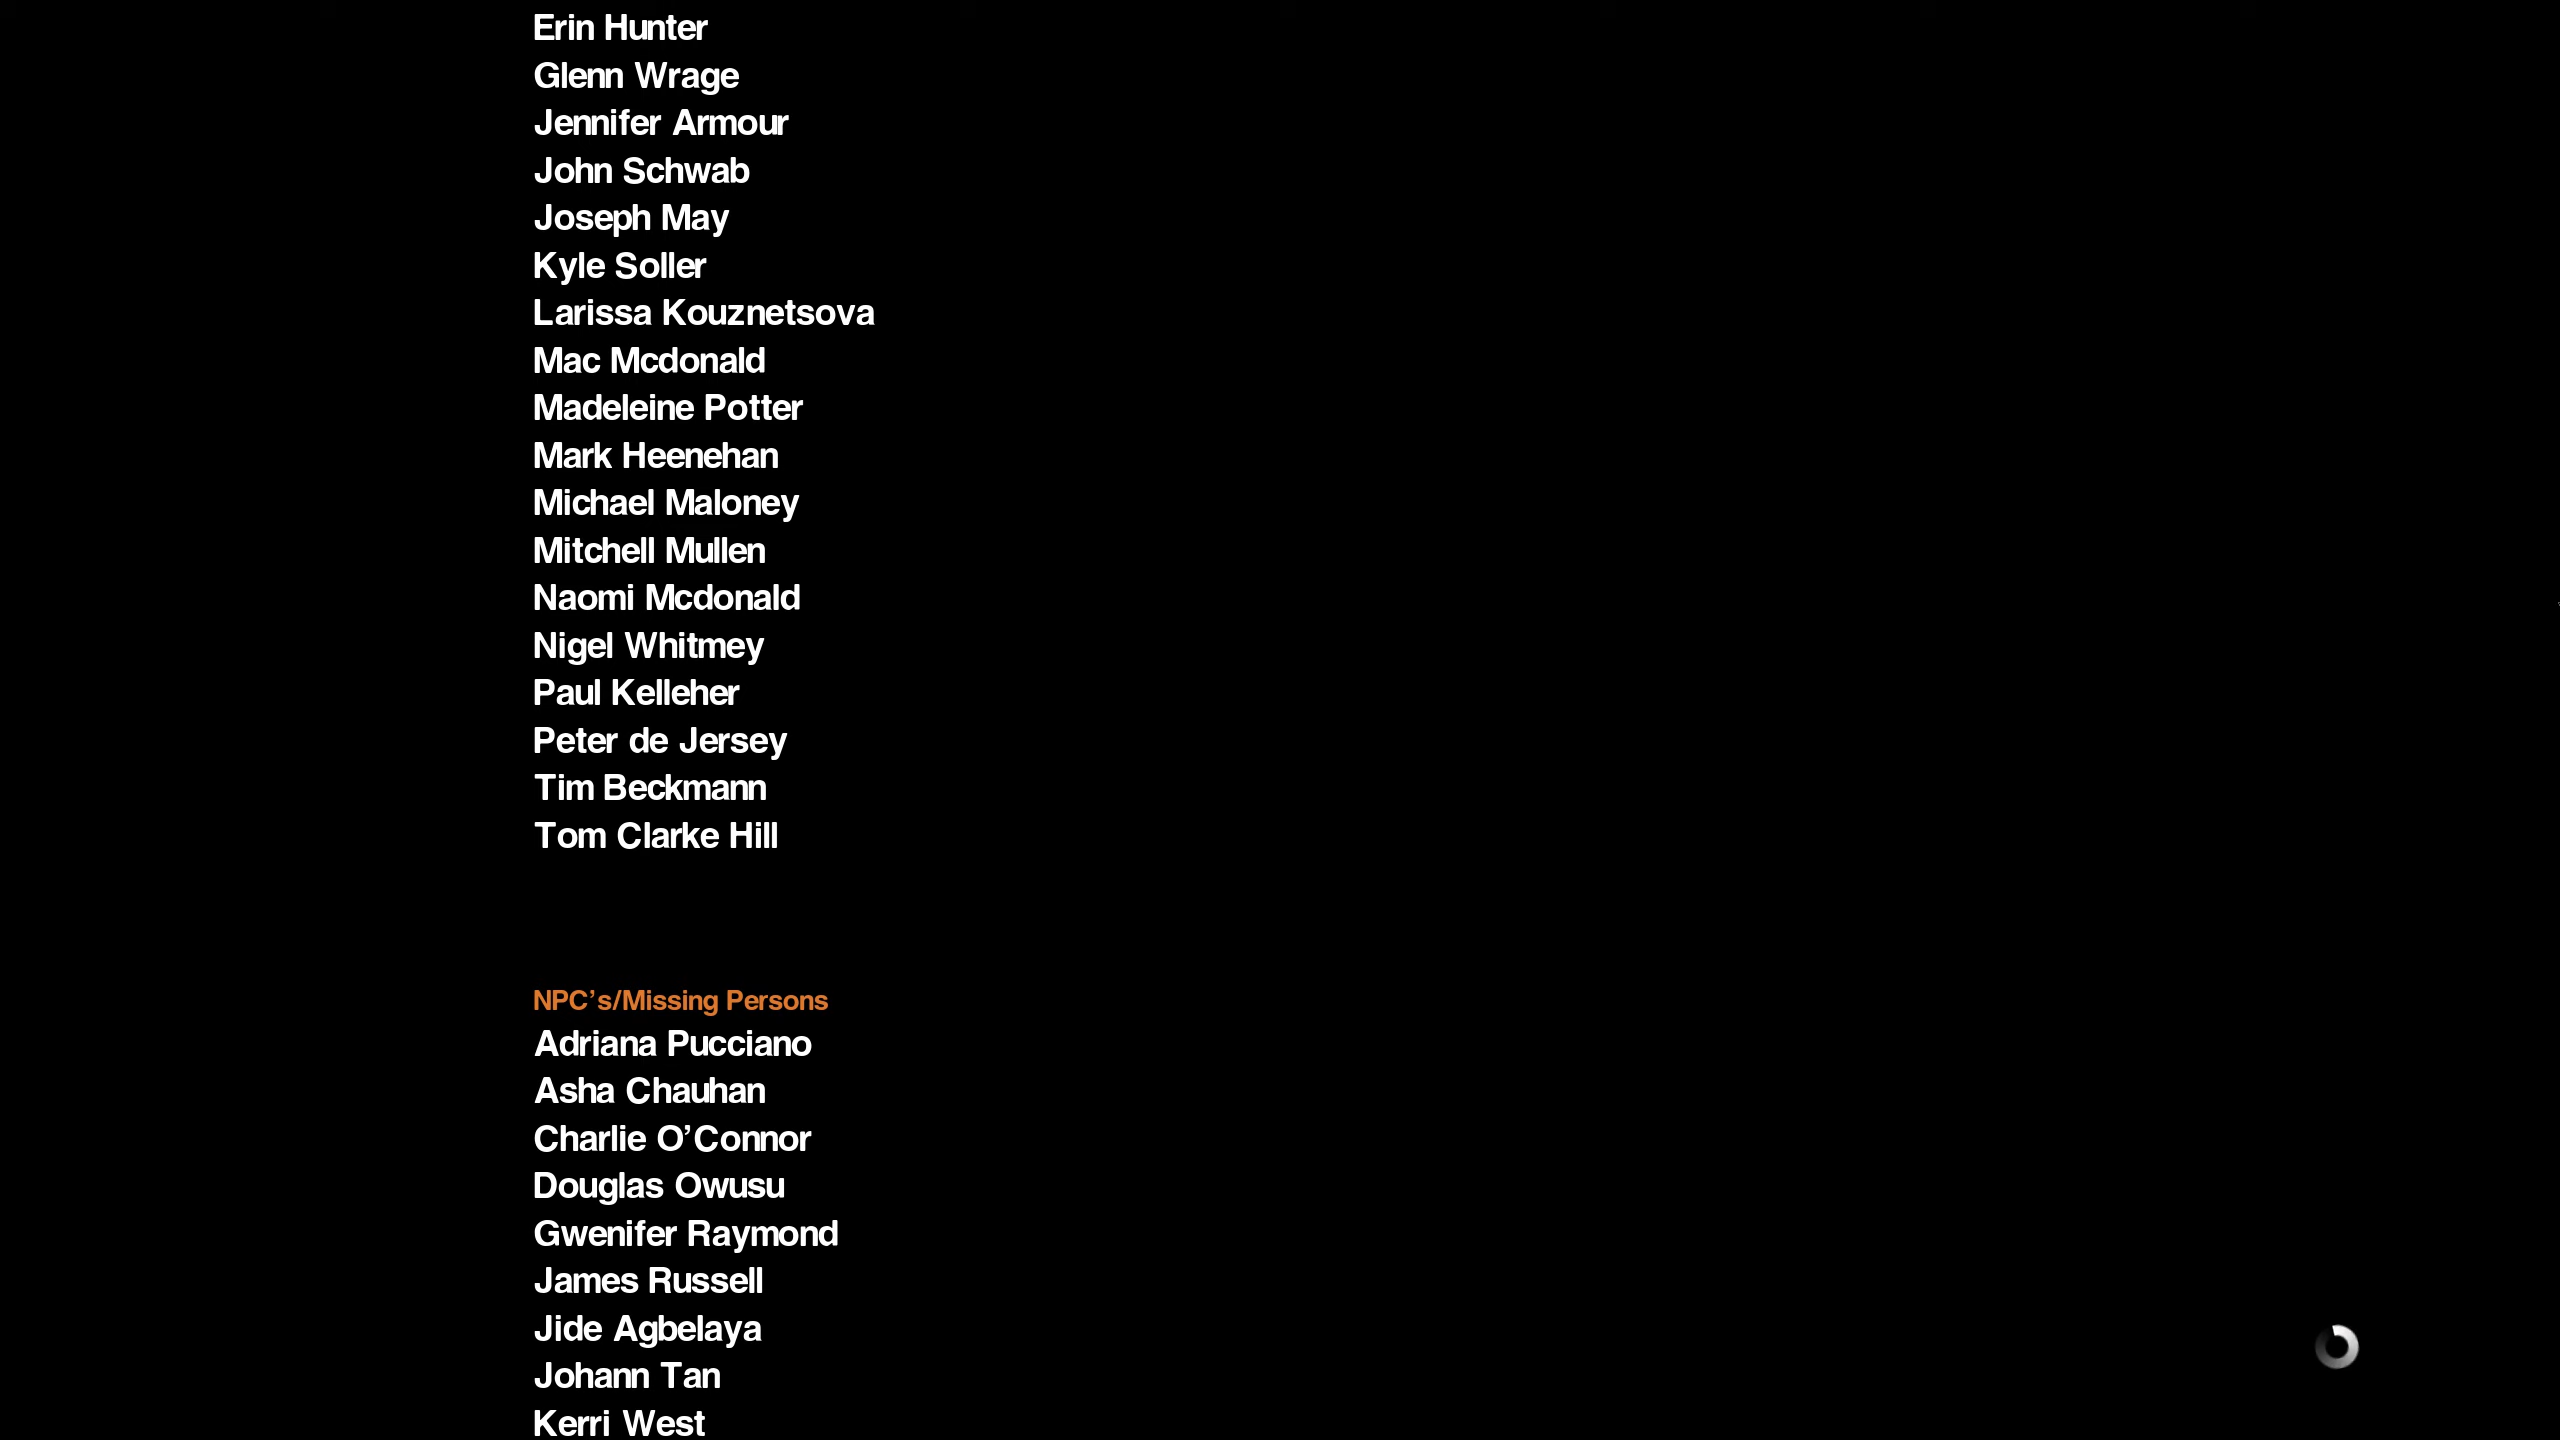 Erin Hunter
Glenn Wrage
Jennifer Armour
John Schwab
Joseph May
Kyle Soller
Larissa Kouznetsova
Mac Mcdonald
Madeleine Potter
Mark Heenehan
Michael Maloney
Mitchell Mullen
Naomi Mcdonald
Nigel Whitmey
Paul Kelleher
Peter de Jersey
Tim Beckmann
Tom Clarke Hill
NPC’s/Missing Persons
Adriana Pucciano
Asha Chauhan
Charlie O’Connor
Douglas Owusu
Gwenifer Raymond
James Russell
Jide Agbelaya
Johann Tan
Kerri West